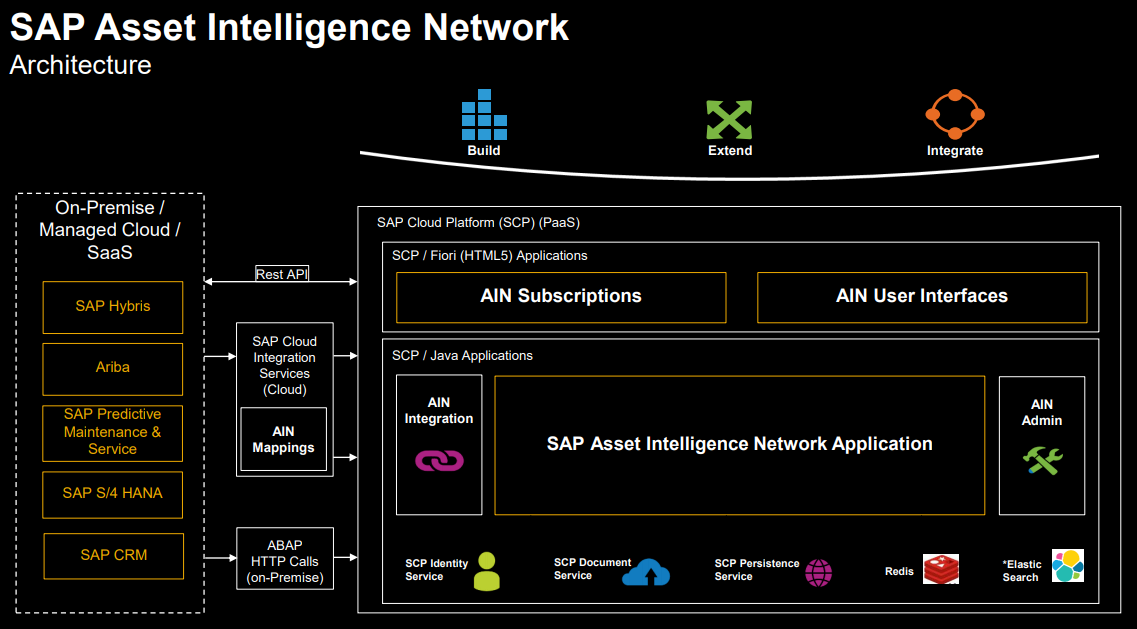 SAP Asset Intelligence Network
Architecture
Build
Extend
Integrate
On-Premise /
Managed Cloud /
SaaS
SAP Hybris
Ariba
SAP Predictive
Maintenance &
Service
SAP S/4 HANA
SAP CRM
Rest API
SAP Cloud
Integration
Services
(Cloud)
AIN
Mappings
ABAP
HTTP Calls
(on-Premise)
SAP Cloud Platform (SCP) (PaaS)
SCP / Fiori (HTML5) Applications
AIN Subscriptions
AIN User Interfaces
SCP / Java Applications
AIN
Integration
SAP Asset Intelligence Network Application
AIN
Admin
SCP Identity
Service
SCP Document
Service
SCP Persistence
Service
Redis
*Elastic
Search